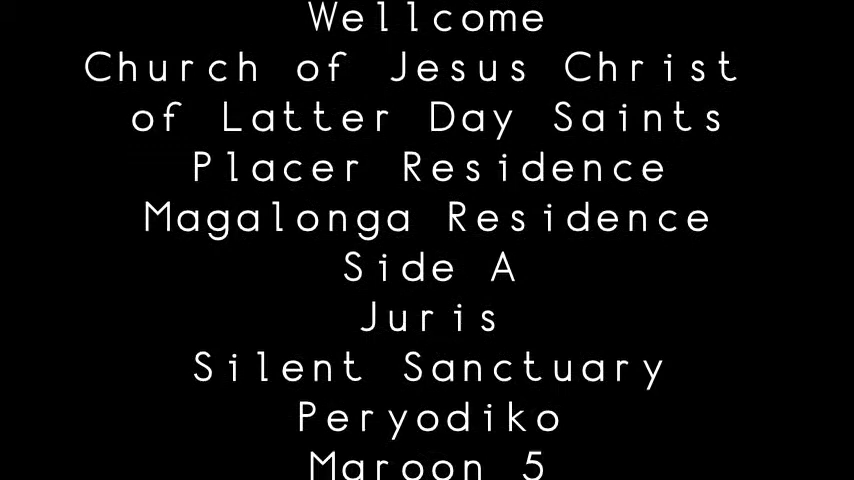 Wellcome
Church of Jesus Christ
of Latter Day Saints
Placer Residence
Magalonga Residence
Side A
Juris
Silent Sanctuary
Peryodiko
Maroon 5